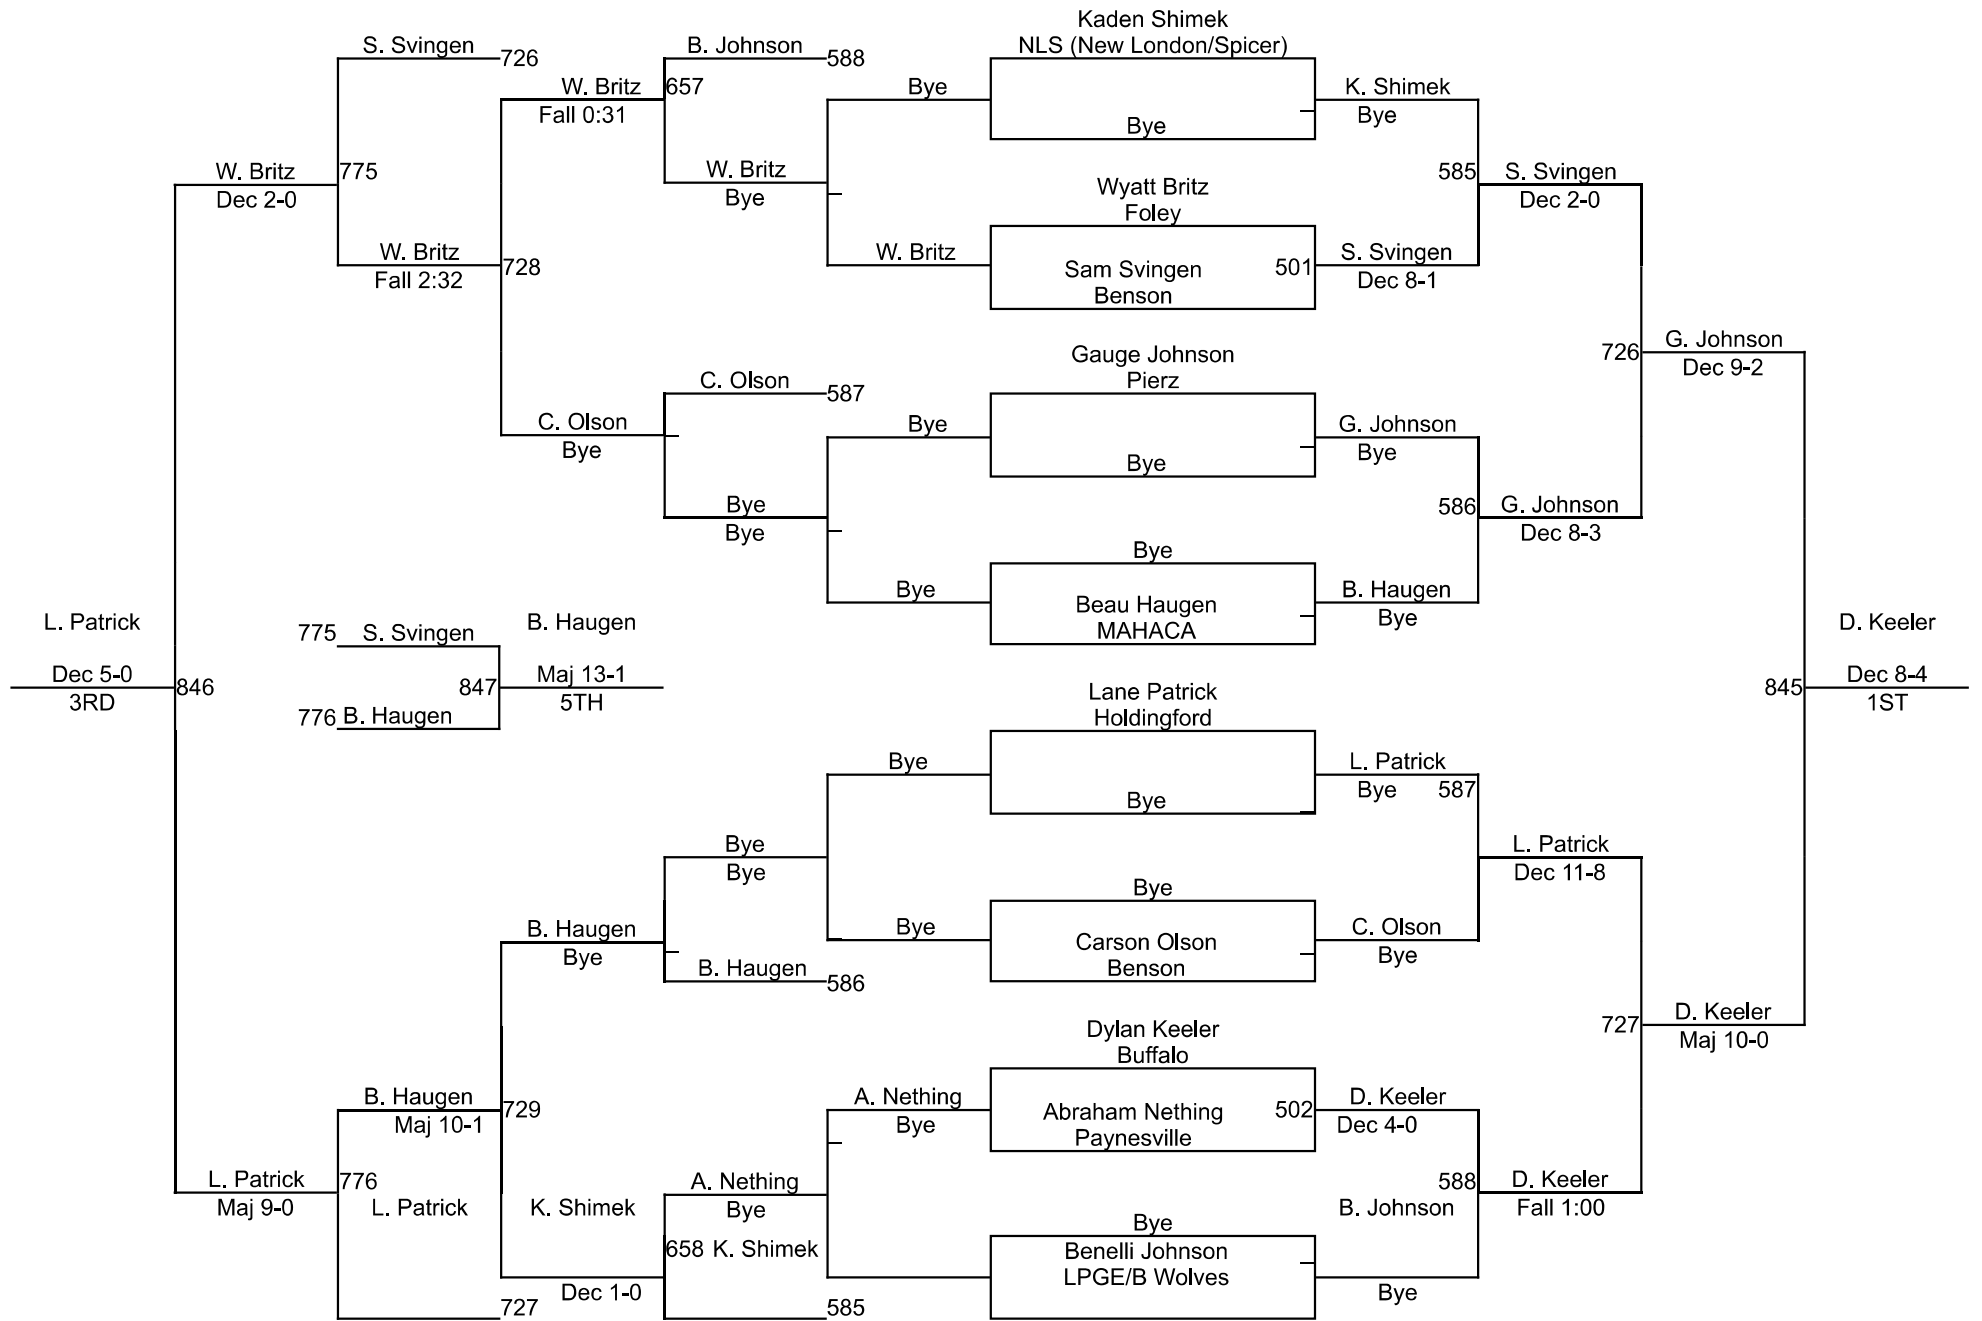 Kaden Shimek
S. Svingen
726
B. Johnson
588
NLS (New London/Spicer)
W. Britz
657
Bye
K. Shimek
Fall 0:31
Bye
Bye
W. Britz
775
W. Britz
585
S. Svingen
Dec 2-0
Bye
Wyatt Britz
Dec 2-0
Foley
W. Britz
728
W. Britz
S. Svingen
Fall 2:32
Sam Svingen
501
Dec 8-1
Benson
Gauge Johnson
726
G. Johnson
C. Olson
587
Pierz
Dec 9-2
C. Olson
Bye
G. Johnson
Bye
Bye
Bye
Bye
586
G. Johnson
Bye
Dec 8-3
Bye
Bye
Beau Haugen
B. Haugen
MAHACA
Bye
L. Patrick
775
S. Svingen
B. Haugen
D. Keeler
Dec 5-0
846
847
Maj 13-1
845
Dec 8-4
3RD
776
B. Haugen
5TH
Lane Patrick
1ST
Holdingford
Bye
L. Patrick
Bye
Bye
587
Bye
L. Patrick
Bye
Dec 11-8
Bye
B. Haugen
Bye
Carson Olson
C. Olson
Bye
B. Haugen
586
Benson
Bye
Dylan Keeler
727
D. Keeler
Buffalo
Maj 10-0
B. Haugen
729
A. Nething
Abraham Nething
502
D. Keeler
Maj 10-1
Bye
Paynesville
Dec 4-0
L. Patrick
776
A. Nething
588
D. Keeler
Maj 9-0
L. Patrick
K. Shimek
Bye
Bye
B. Johnson
Fall 1:00
658
K. Shimek
Benelli Johnson
LPGE/B Wolves
Dec 1-0
Bye
727
585